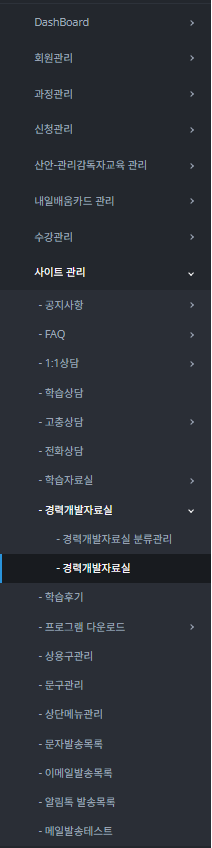 DashBoard
회원관리
과정관리
신청관리
산안-관리감독자교육 관리
내일배움카드 관리
수강관리
사이트 관리
- 공지사항
- FAQ
- 1:1상담
- 학습상담
- 고충상담
- 전화상담
- 학습자료실
- 경력개발자료실
- 경력개발자료실 분류관리
- 경력개발자료실
- 학습후기
- 프로그램 다운로드
- 상용구관리
- 문구관리
- 상단메뉴관리
- 문자발송목록
- 이메일발송목록
- 알림톡 발송목록
- 메일발송테스트